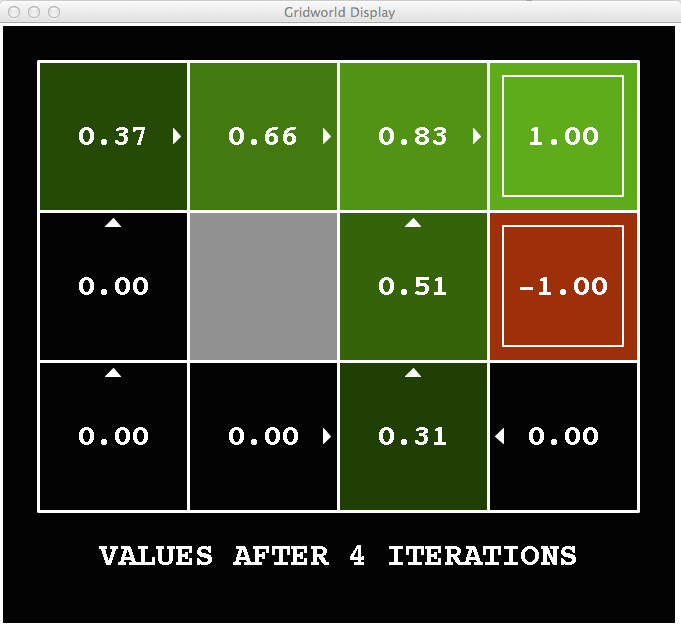 Gridworld Display
0.37 0.66 0.83 1.00
0.00 0.51 -1.00
0.00 0.00 0.31 0.00
VALUES AFTER 4 ITERATIONS